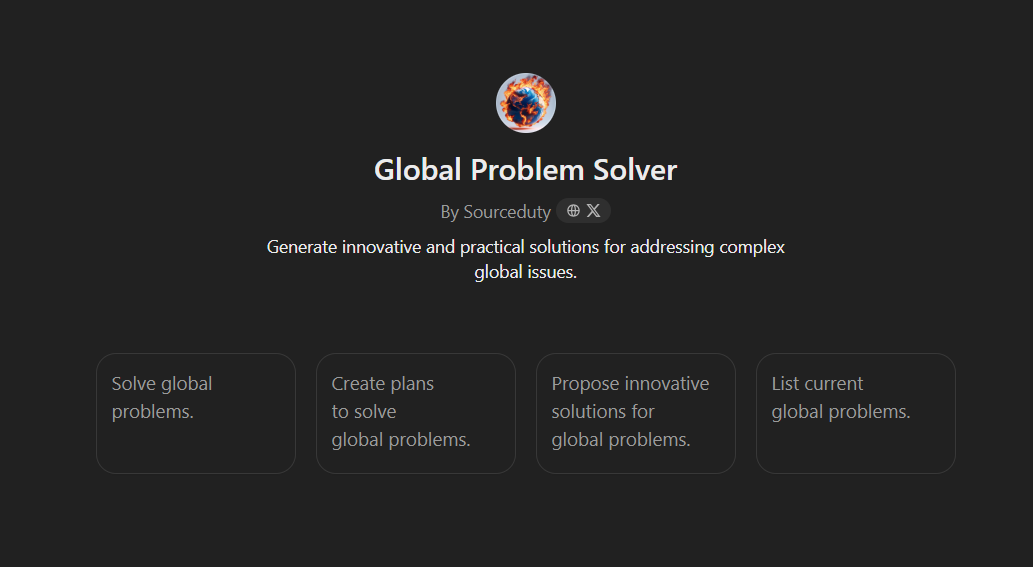 Global Problem Solver
By Sourceduty
Generate innovative and practical solutions for addressing complex
global issues.
Solve global
problems.
Create plans
to solve
global problems.
Propose innovative
solutions for
global problems.
List current
global problems.